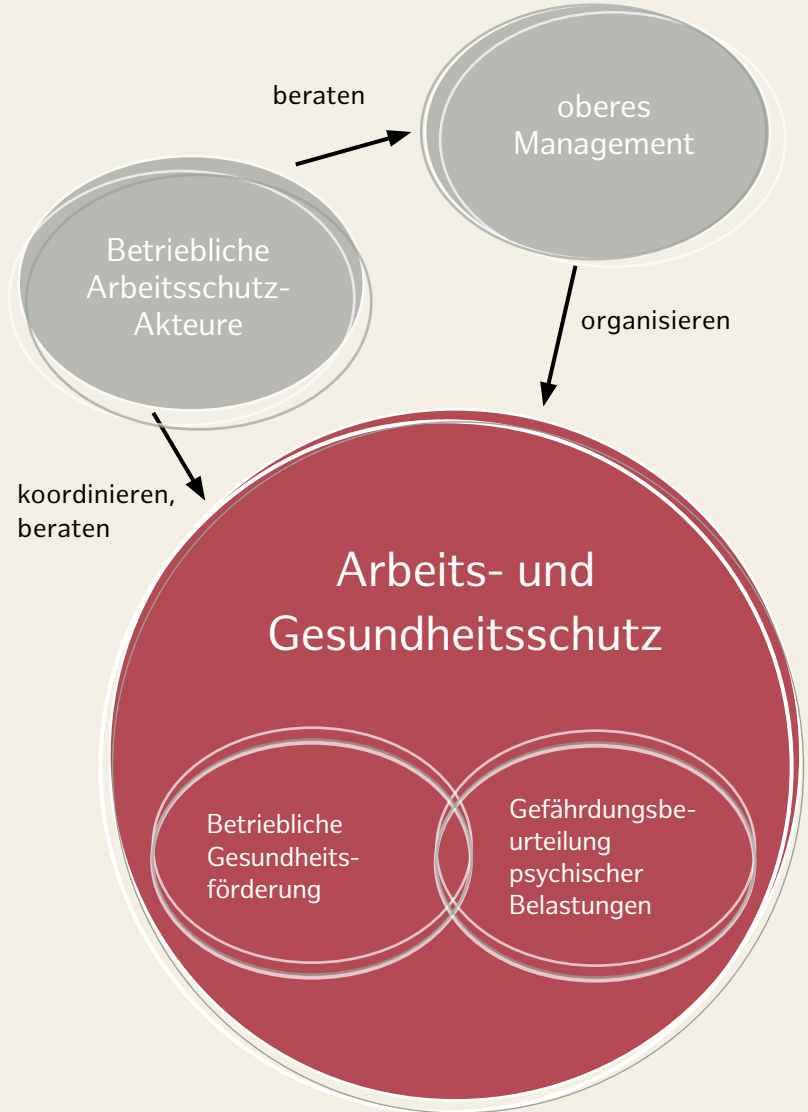 beraten
oberes
Management
Betriebliche
Arbeitsschutz-
Akteure
organisieren
koordinieren,
beraten
Arbeits- und
Gesundheitsschutz
Betriebliche
Gesundheits-
förderung
Gefährdungsbe-
urteilung
psychischer
Belastungen